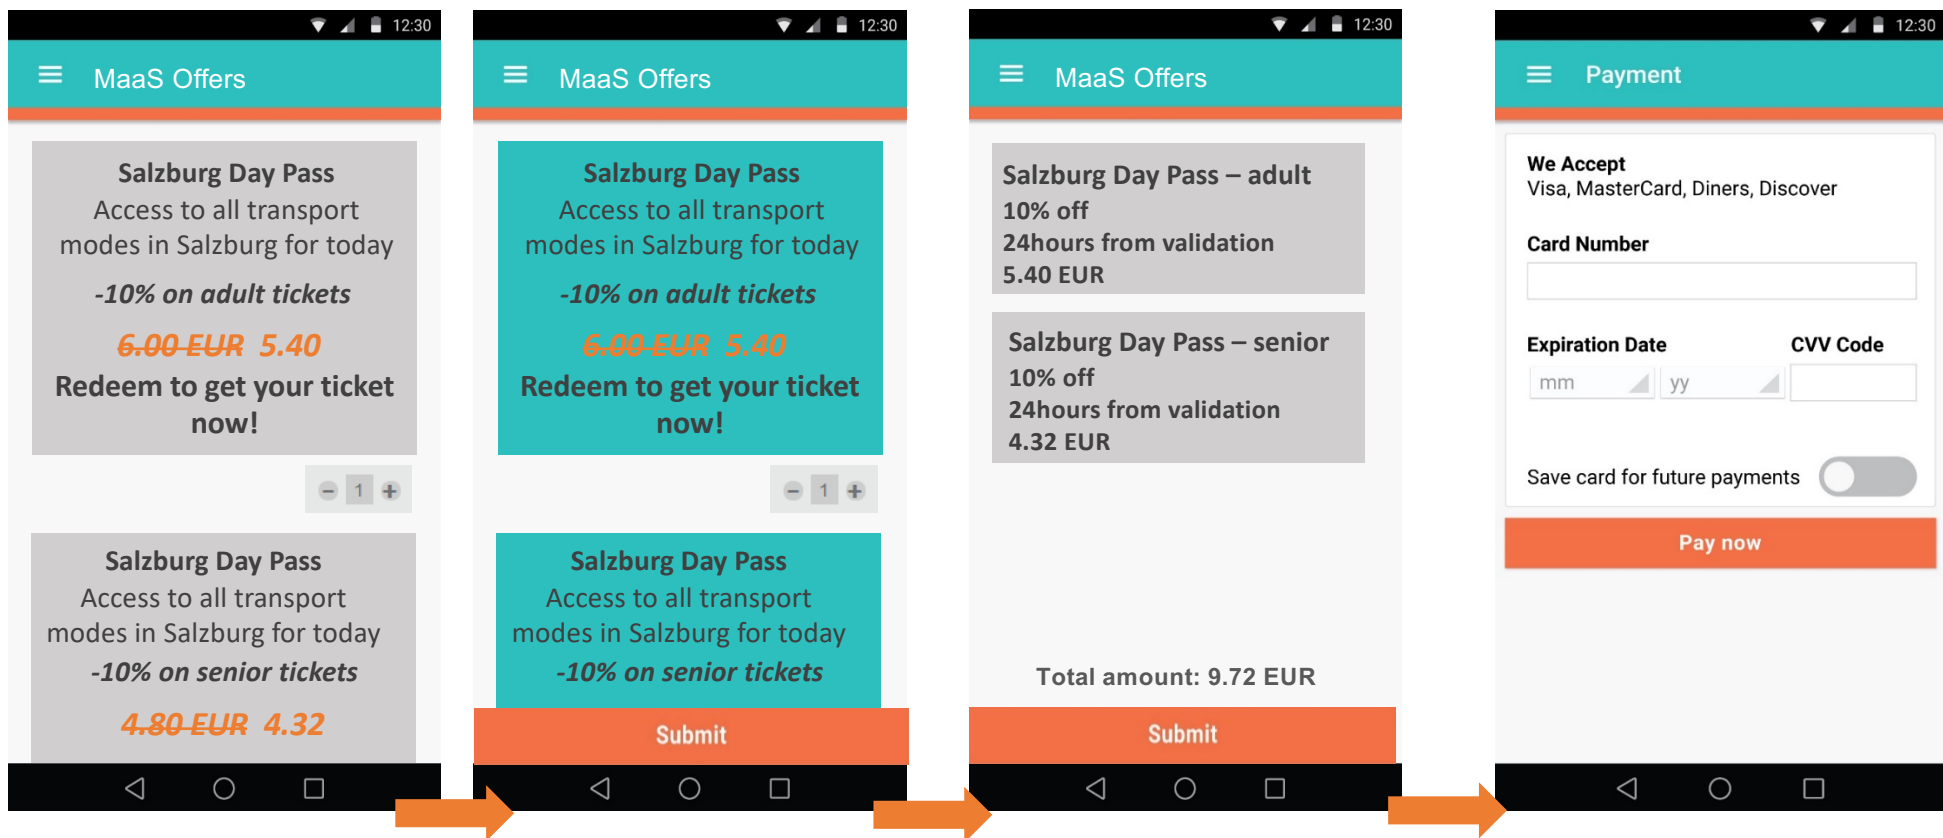 12:30
MaaS Offers
Salzburg Day Pass
Access to all transport
modes in Salzburg for today
-10% on adult tickets
6.00 EUR 5.40
Redeem to get your ticket
now!
1
Salzburg Day Pass
Access to all transport
modes in Salzburg for today
-10% on senior tickets
4.80 EUR 4.32
12:30
MaaS Offers
Salzburg Day Pass
Access to all transport
modes in Salzburg for today
-10% on adult tickets
6.00 EUR 5.40
Redeem to get your ticket
now!
1
Salzburg Day Pass
Access to all transport
modes in Salzburg for today
-10% on senior tickets
Submit
12:30
MaaS Offers
Salzburg Day Pass – adult
10% off
24hours from validation
5.40 EUR
Salzburg Day Pass – senior
10% off
24hours from validation
4.32 EUR
Total amount: 9.72 EUR
Submit
12:30
Payment
We Accept
Visa, MasterCard, Diners, Discover
Card Number
Expiration Date CVV Code
mm yy
Save card for future payments
Pay now